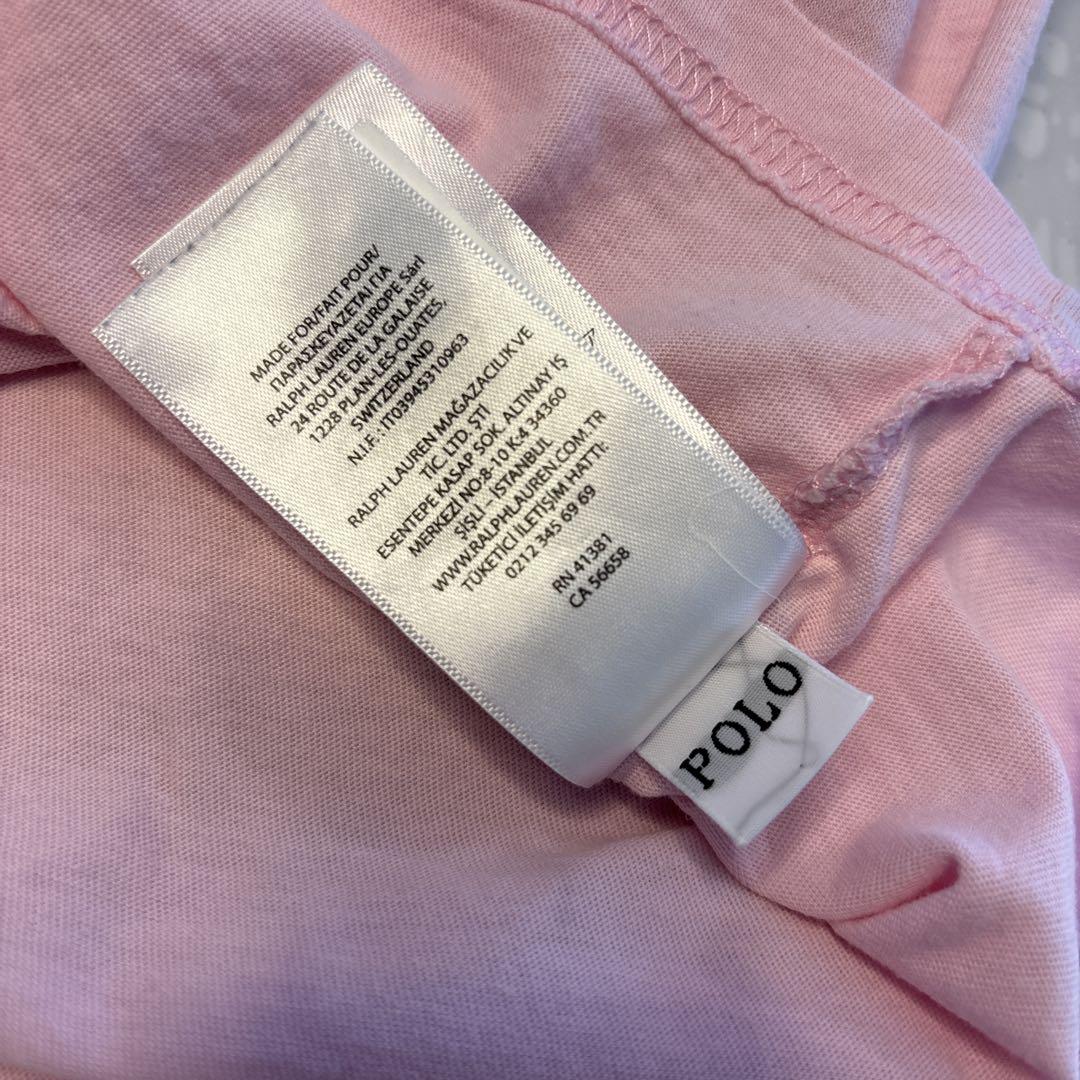 MADE FOR/FAIT POUR/
ΠΑΡΑΣΚΕΥΑΖΕΤΑΙ ΓΙΑ
RALPH LAUREN EUROPE Sàrl
24 ROUTE DE LA GALAISE
1228 PLAN-LES-OUATES,
SWITZERLAND
N.I.F.: IT03945310963
RALPH LAUREN MAGAZACILIK VE
TİC. LTD. ŞTİ
ESENTEPE KASAP SOK. ALTINAY İŞ
MERKEZI NO:8-10 K:4 34360
ŞİŞLİ – İSTANBUL
WWW.RALPHLAUREN.COM.TR
TÜKETİCİ İLETİŞİM HATTI:
0212 345 69 69
RN 41381
CA 56658
POLO